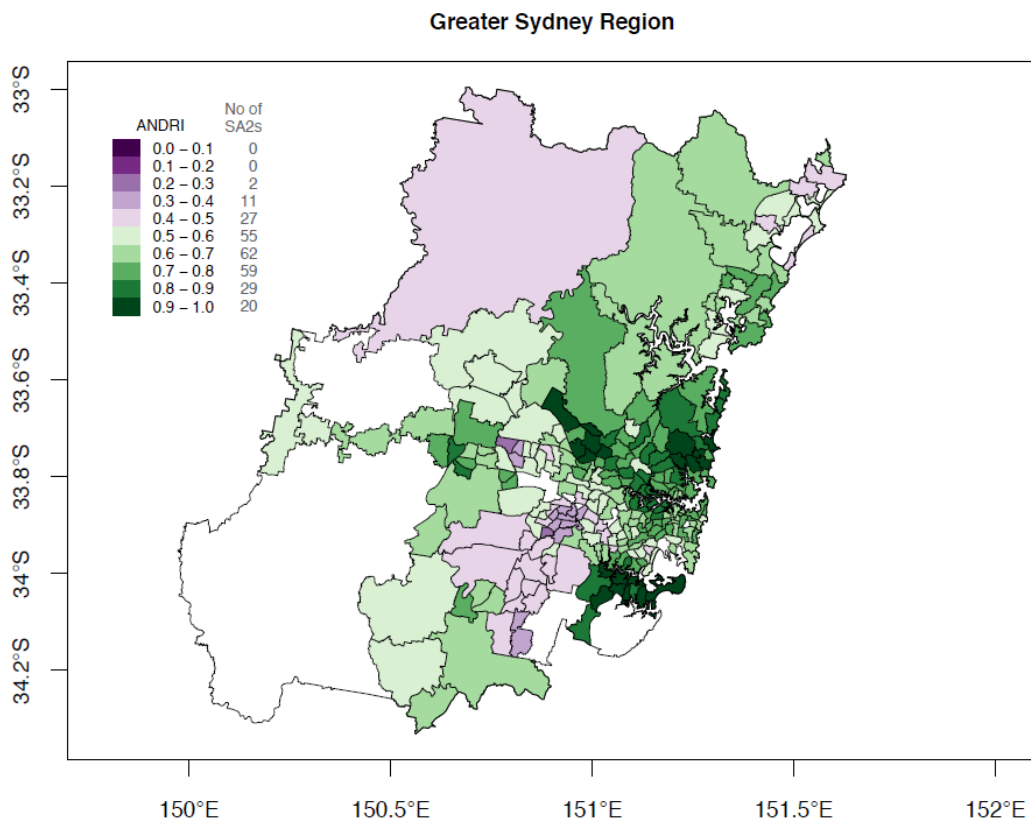 Greater Sydney Region
33°S
33.2°S
33.4°S
33.6°S
33.8°S
34°S
34.2°S
No of
ANDRI SA2s
0.0 – 0.1 0
0.1 – 0.2 0
0.2 – 0.3 2
0.3 – 0.4 11
0.4 – 0.5 27
0.5 – 0.6 55
0.6 – 0.7 62
0.7 – 0.8 59
0.8 – 0.9 29
0.9 – 1.0 20
150°E 150.5°E 151°E 151.5°E 152°E